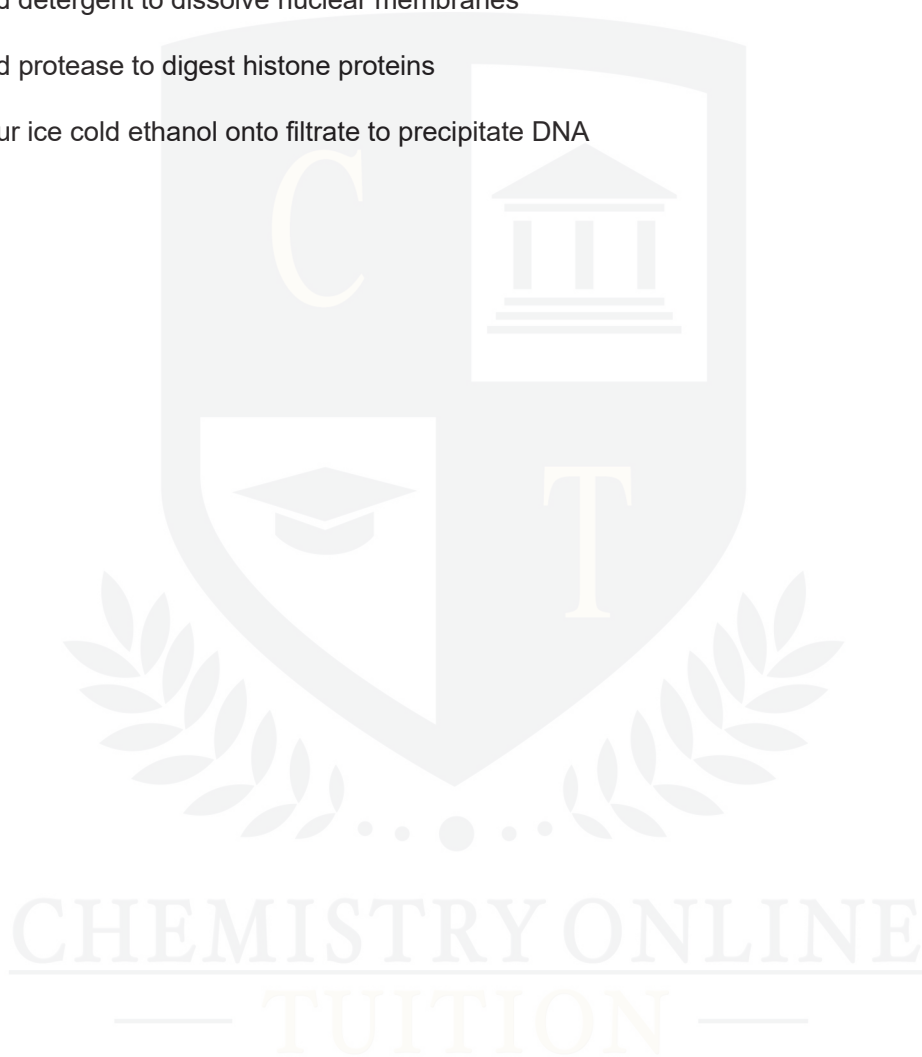 d detergent to dissolve nuclear membranes
d protease to digest histone proteins
ur ice cold ethanol onto filtrate to precipitate DNA
C
T
CHEMISTRY ONLINE
TUITION